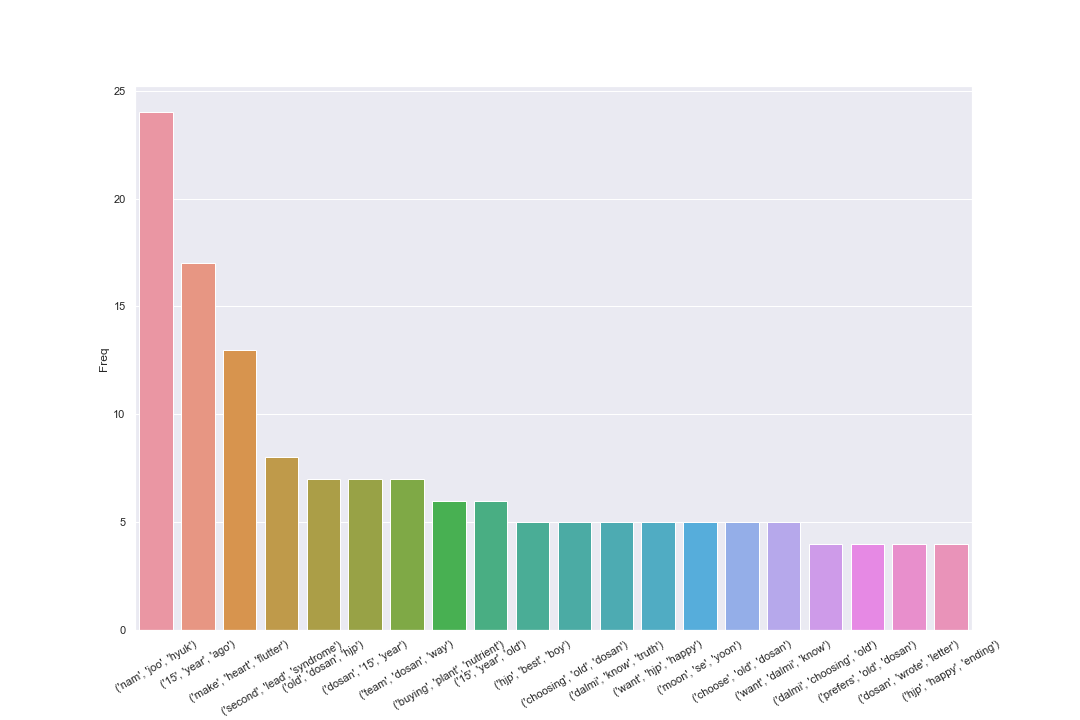 25
20
15
10
5
0
Freq
('nam', 'joo', 'hyuk')
('15', 'year', 'ago')
('make', 'heart', 'flutter')
('second', 'lead', 'syndrome')
('old', 'dosan', 'hjp')
('dosan', '15', 'year')
('team', 'dosan', 'way')
('buying', 'plant', 'nutrient')
('15', 'year', 'old')
('hjp', 'best', 'boy')
('choosing', 'old', 'dosan')
('dalmi', 'know', 'truth')
('want', 'hjp', 'happy')
('moon', 'se', 'yoon')
('choose', 'old', 'dosan')
('want', 'dalmi', 'know')
('dalmi', 'choosing', 'old')
('prefers', 'old', 'dosan')
('dosan', 'wrote', 'letter')
('hjp', 'happy', 'ending')